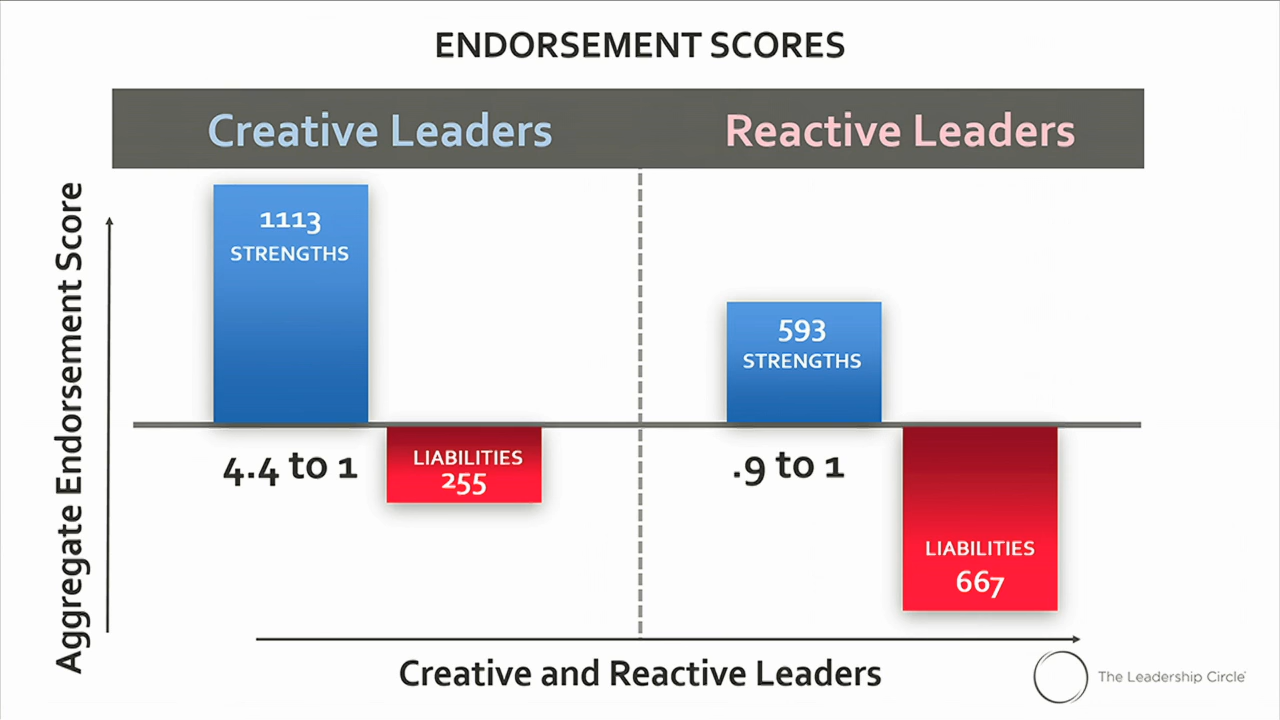 ENDORSEMENT SCORES
Creative Leaders
Reactive Leaders
Aggregate Endorsement Score
1113
STRENGTHS
4.4 to 1
LIABILITIES
255
593
STRENGTHS
.9 to 1
LIABILITIES
667
Creative and Reactive Leaders
The Leadership Circle